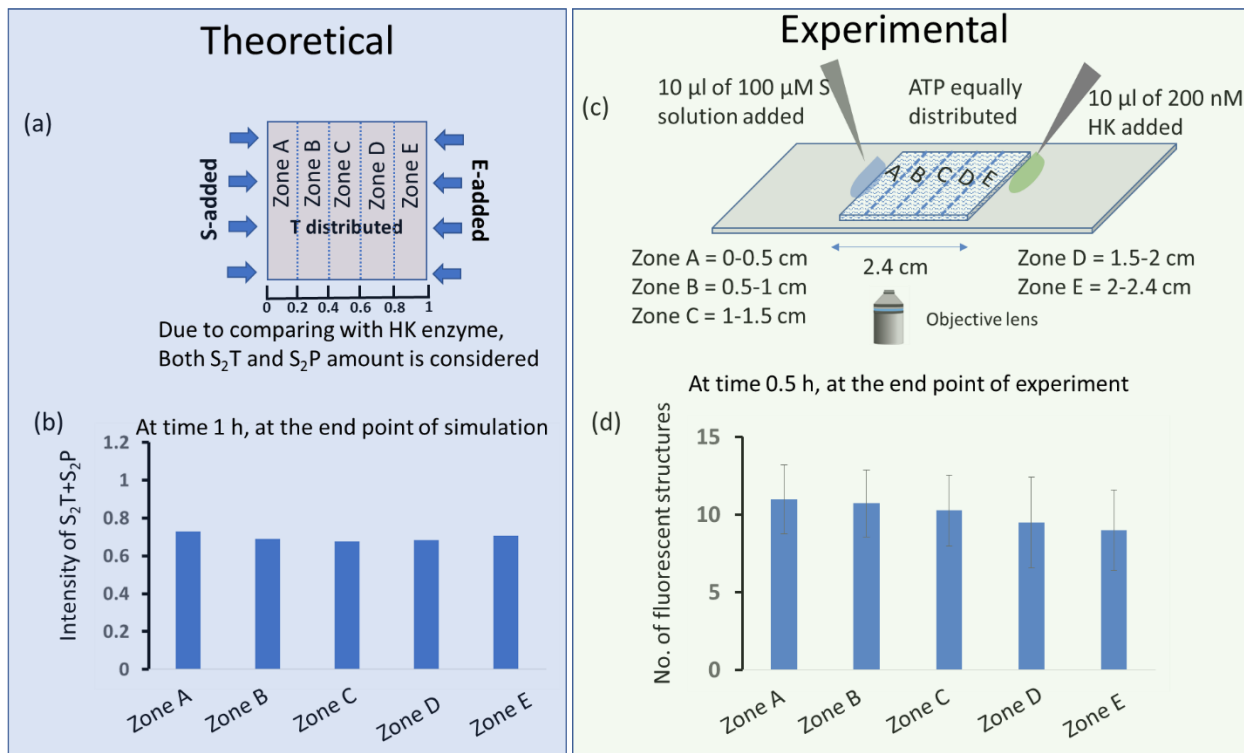 Theoretical
(a)
S-added
Zone A
Zone B
Zone C
Zone D
Zone E
T distributed
E-added
0 0.2 0.4 0.6 0.8 1
Due to comparing with HK enzyme,
Both S₂T and S₂P amount is considered
(b)
At time 1 h, at the end point of simulation
Intensity of S₂T+S₂P
1.2
1
0.8
0.6
0.4
0.2
0
Zone A
Zone B
Zone C
Zone D
Zone E
Experimental
(c)
10 µl of 100 µM S
solution added
ATP equally
distributed
10 µl of 200 nM
HK added
A B C D E
Zone A = 0-0.5 cm
Zone B = 0.5-1 cm
Zone C = 1-1.5 cm
2.4 cm
Objective lens
Zone D = 1.5-2 cm
Zone E = 2-2.4 cm
At time 0.5 h, at the end point of experiment
(d)
No. of fluorescent structures
15
10
5
0
Zone A
Zone B
Zone C
Zone D
Zone E